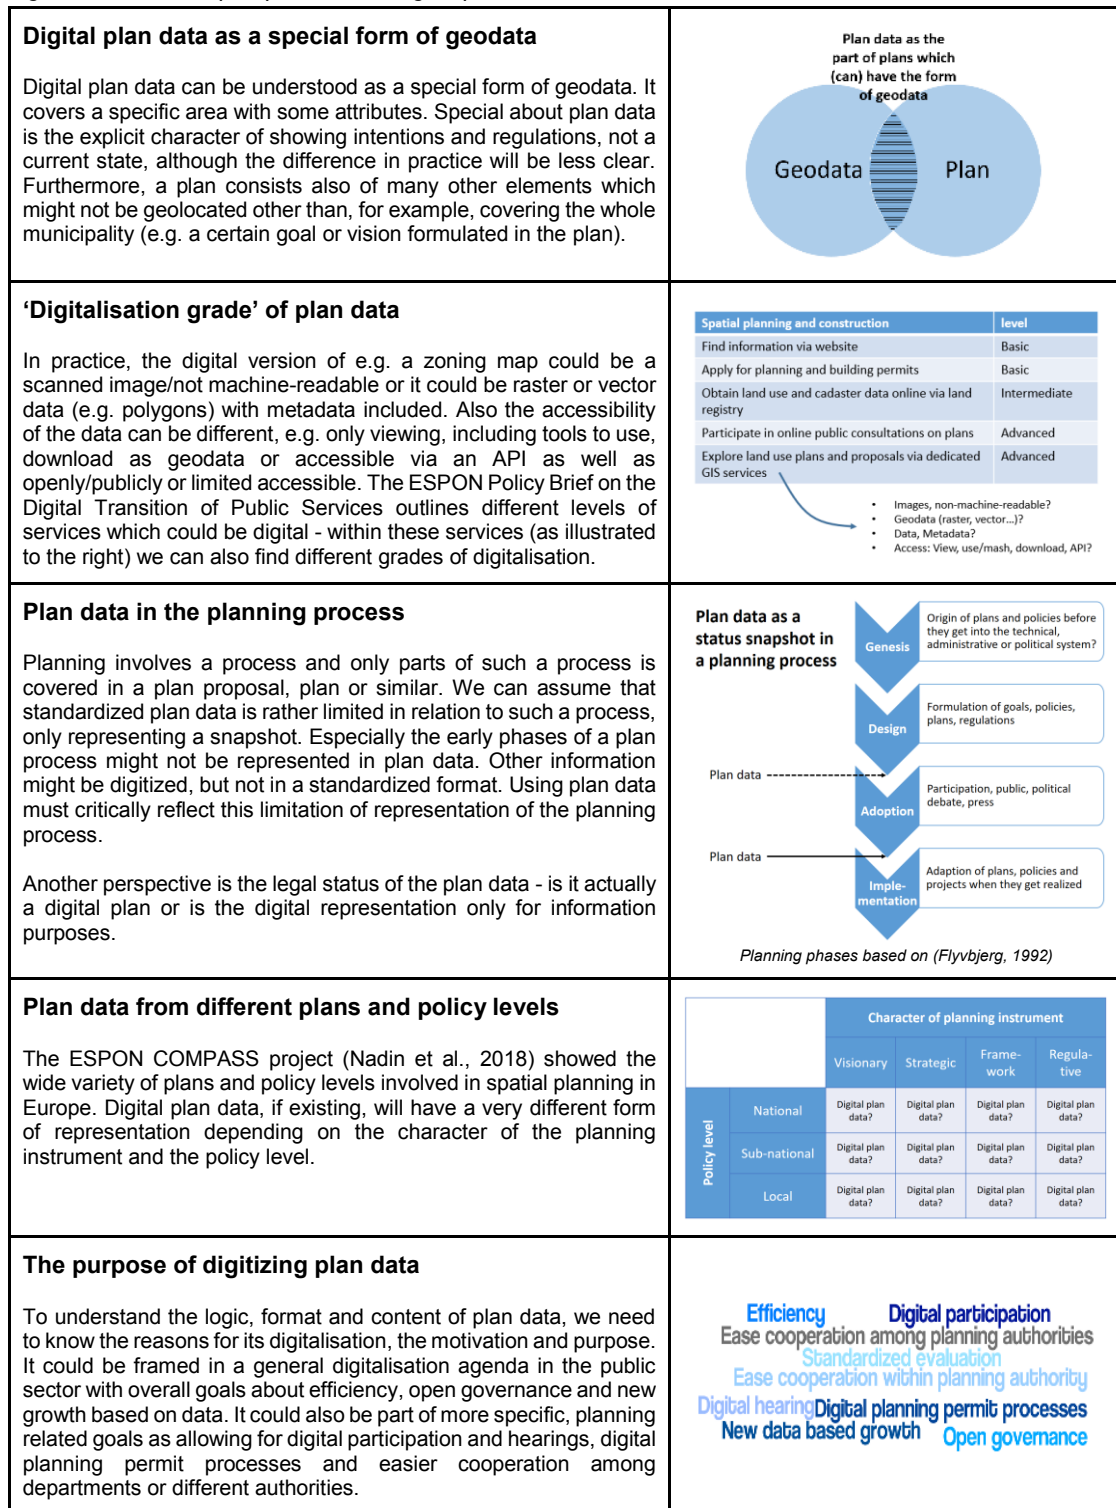 Digital plan data as a special form of geodata
Digital plan data can be understood as a special form of geodata. It
covers a specific area with some attributes. Special about plan data
is the explicit character of showing intentions and regulations, not a
current state, although the difference in practice will be less clear.
Furthermore, a plan consists also of many other elements which
might not be geolocated other than, for example, covering the whole
municipality (e.g. a certain goal or vision formulated in the plan).
Plan data as the
part of plans which
(can) have the form
of geodata
Geodata
Plan
‘Digitalisation grade’ of plan data
In practice, the digital version of e.g. a zoning map could be a
scanned image/not machine-readable or it could be raster or vector
data (e.g. polygons) with metadata included. Also the accessibility
of the data can be different, e.g. only viewing, including tools to use,
download as geodata or accessible via an API as well as
openly/publicly or limited accessible. The ESPON Policy Brief on the
Digital Transition of Public Services outlines different levels of
services which could be digital - within these services (as illustrated
to the right) we can also find different grades of digitalisation.
Spatial planning and construction level
Find information via website Basic
Apply for planning and building permits Basic
Obtain land use and cadaster data online via land Intermediate
registry
Participate in online public consultations on plans Advanced
Explore land use plans and proposals via dedicated Advanced
GIS services
• Images, non-machine-readable?
• Geodata (raster, vector...)?
• Data, Metadata?
• Access: View, use/mash, download, API?
Plan data in the planning process
Planning involves a process and only parts of such a process is
covered in a plan proposal, plan or similar. We can assume that
standardized plan data is rather limited in relation to such a process,
only representing a snapshot. Especially the early phases of a plan
process might not be represented in plan data. Other information
might be digitized, but not in a standardized format. Using plan data
must critically reflect this limitation of representation of the planning
process.
Another perspective is the legal status of the plan data - is it actually
a digital plan or is the digital representation only for information
purposes.
Plan data as a
status snapshot in
a planning process
Genesis
Origin of plans and policies before
they get into the technical,
administrative or political system?
Design
Formulation of goals, policies,
plans, regulations
Plan data
Adoption
Participation, public, political
debate, press
Plan data
Imple-
mentation
Adaption of plans, policies and
projects when they get realized
Planning phases based on (Flyvbjerg, 1992)
Plan data from different plans and policy levels
The ESPON COMPASS project (Nadin et al., 2018) showed the
wide variety of plans and policy levels involved in spatial planning in
Europe. Digital plan data, if existing, will have a very different form
of representation depending on the character of the planning
instrument and the policy level.
Character of planning instrument
Visionary Strategic Frame- Regula-
work tive
Policy level
National Digital plan Digital plan Digital plan Digital plan
data? data? data? data?
Sub-national Digital plan Digital plan Digital plan Digital plan
data? data? data? data?
Local Digital plan Digital plan Digital plan Digital plan
data? data? data? data?
The purpose of digitizing plan data
To understand the logic, format and content of plan data, we need
to know the reasons for its digitalisation, the motivation and purpose.
It could be framed in a general digitalisation agenda in the public
sector with overall goals about efficiency, open governance and new
growth based on data. It could also be part of more specific, planning
related goals as allowing for digital participation and hearings, digital
planning permit processes and easier cooperation among
departments or different authorities.
Efficiency Digital participation
Ease cooperation among planning authorities
Standardized evaluation
Ease cooperation within planning authority
Digital hearing Digital planning permit processes
New data based growth Open governance